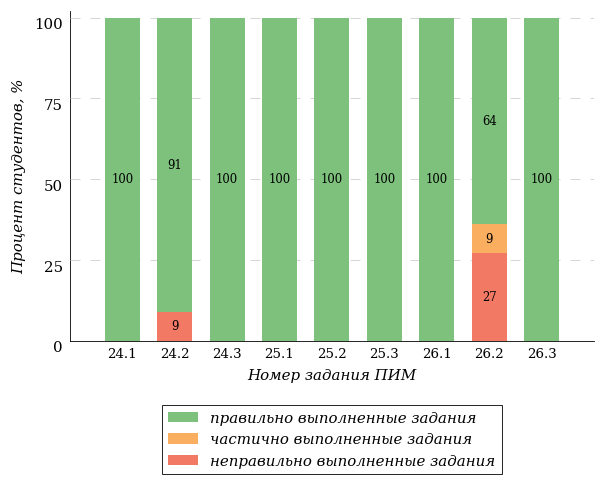 100
75
50
25
0
Процент студентов, %
100 91 100 100 100 100 100 64 100
9
9 27
24.1 24.2 24.3 25.1 25.2 25.3 26.1 26.2 26.3
Номер задания ПИМ
правильно выполненные задания
частично выполненные задания
неправильно выполненные задания